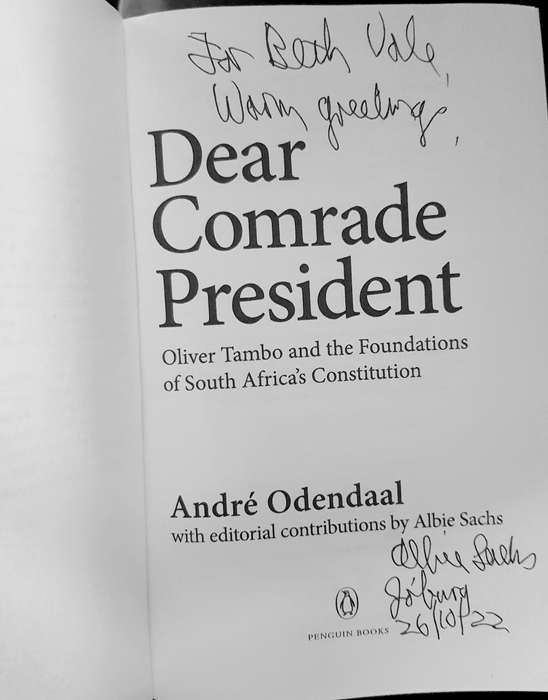 For Beth Vale,
Warm greetings,
Dear
Comrade
President
Oliver Tambo and the Foundations
of South Africa's Constitution
André Odendaal
with editorial contributions by Albie Sachs
Albie Sachs
Jóburg
26/10/22
PENGUIN BOOKS